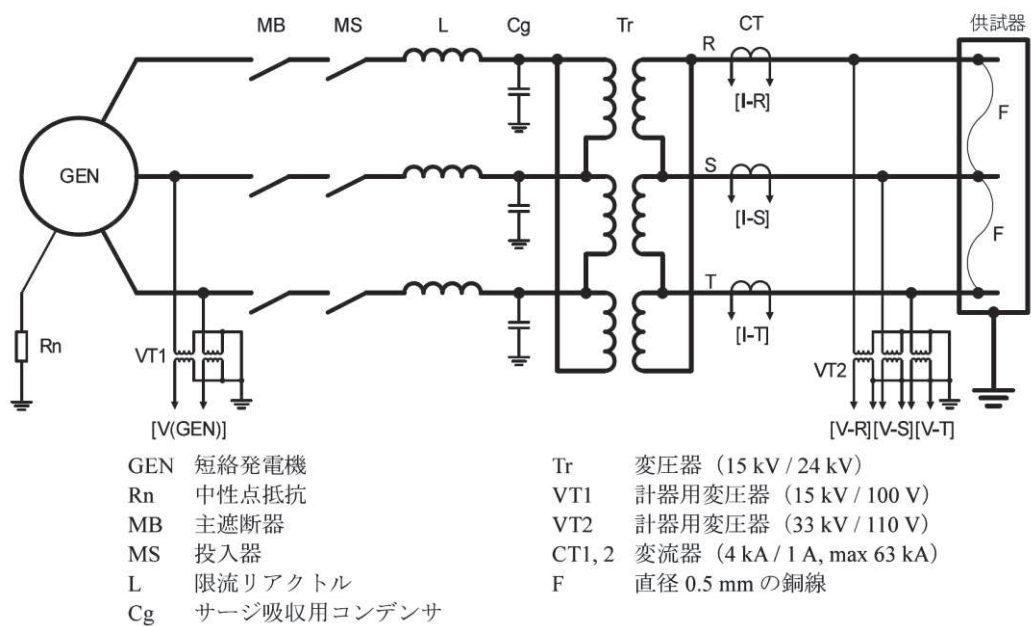 MB MS L Cg Tr CT 供試器
R
[I-R]
F
GEN
S
[I-S]
F
T
[I-T]
Rn
VT1
VT2
[V(GEN)]
[V-R][V-S][V-T]
GEN 短絡発電機
Rn 中性点抵抗
MB 主遮断器
MS 投入器
L 限流リアクトル
Cg サージ吸収用コンデンサ
Tr 変圧器（15 kV / 24 kV）
VT1 計器用変圧器（15 kV / 100 V）
VT2 計器用変圧器（33 kV / 110 V）
CT1, 2 変流器（4 kA / 1 A, max 63 kA）
F 直径 0.5 mm の銅線